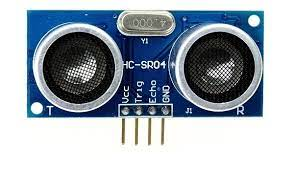 4.000
Y1
HC-SR04
Vcc
Trig
Echo
GND
T
J1
R